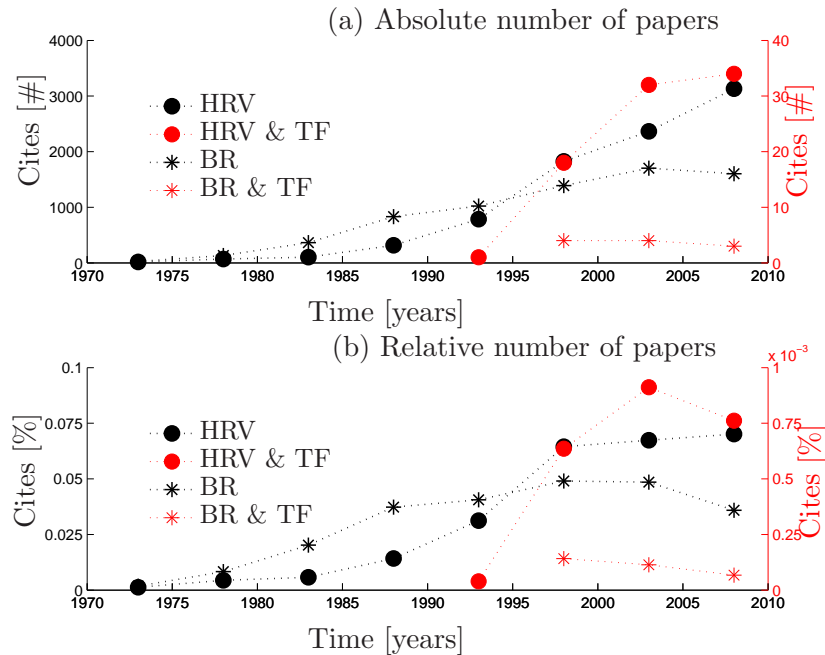 (a) Absolute number of papers
4000
3000
2000
1000
0
Cites [#]
HRV
HRV & TF
BR
BR & TF
40
30
20
10
0
Cites [#]
1970 1975 1980 1985 1990 1995 2000 2005 2010
Time [years]
(b) Relative number of papers
x 10⁻³
0.1
0.075
0.05
0.025
0
Cites [%]
HRV
HRV & TF
BR
BR & TF
1
0.75
0.5
0.25
0
Cites [%]
1970 1975 1980 1985 1990 1995 2000 2005 2010
Time [years]